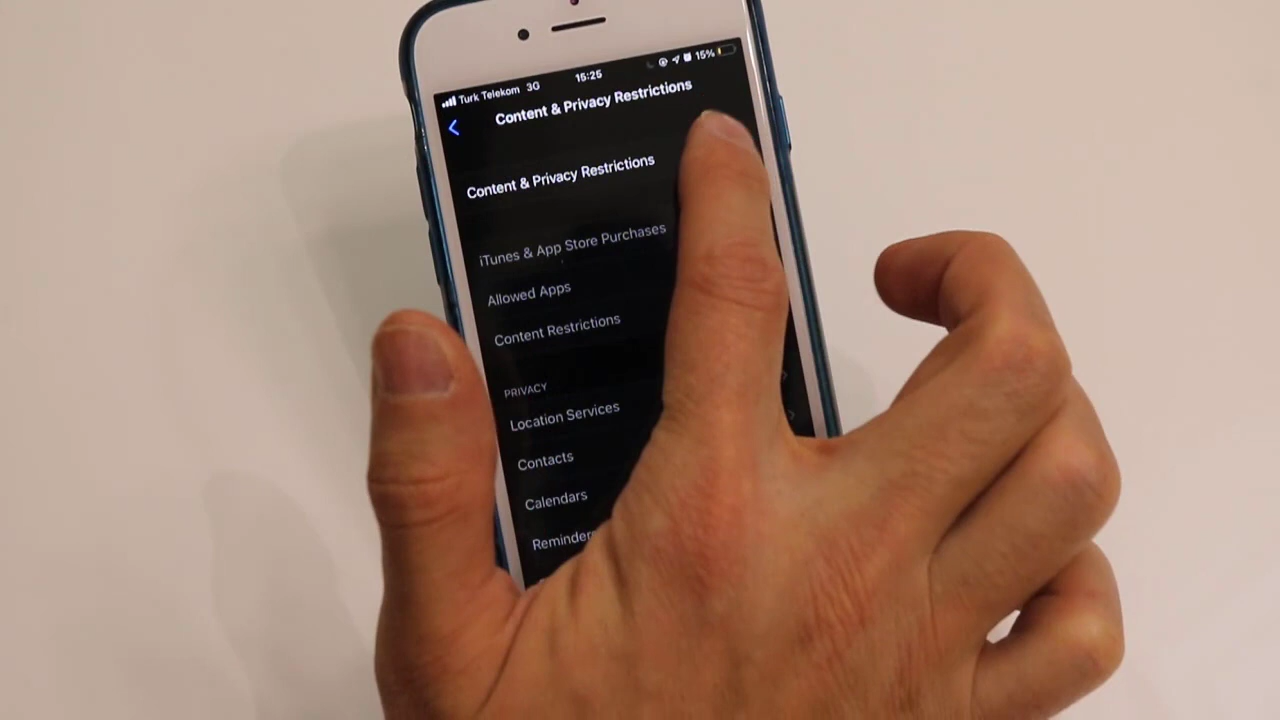 Turk Telekom 3G 15:25 15%
Content & Privacy Restrictions
Content & Privacy Restrictions
iTunes & App Store Purchases
Allowed Apps
Content Restrictions
PRIVACY
Location Services
Contacts
Calendars